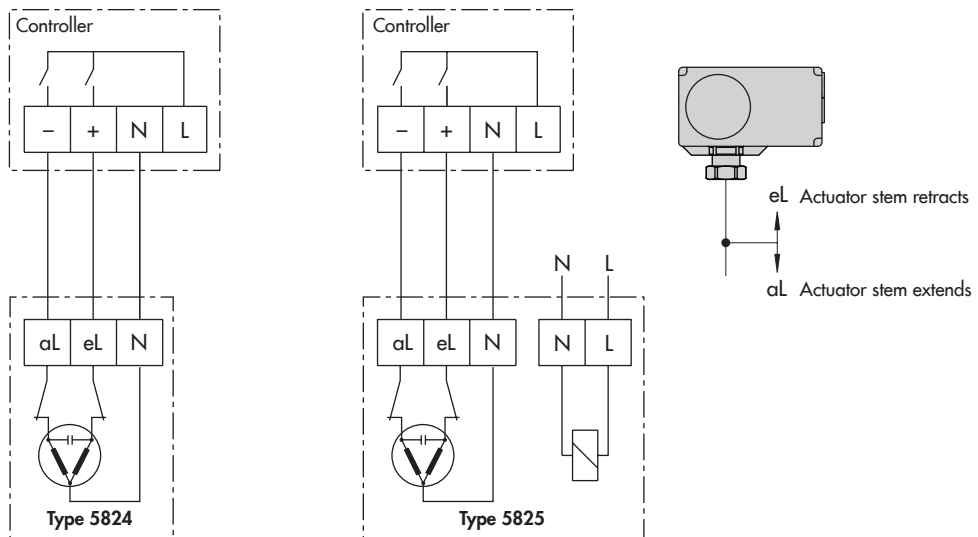 Controller
– + N L
aL eL N
Type 5824
Controller
– + N L
N L
aL eL N N L
Type 5825
eL Actuator stem retracts
aL Actuator stem extends